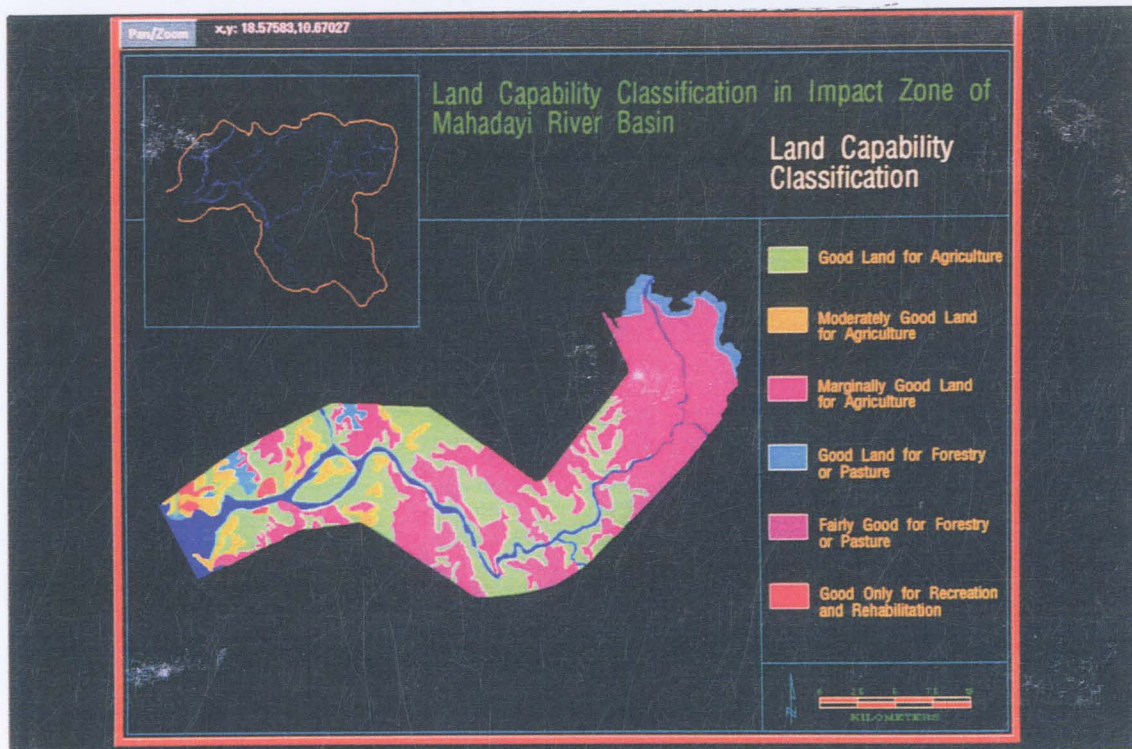 Pan/Zoom
x,y: 18.57583,10.67027
Land Capability Classification in Impact Zone of
Mahadayi River Basin
Land Capability
Classification
Good Land for Agriculture
Moderately Good Land
for Agriculture
Marginally Good Land
for Agriculture
Good Land for Forestry
or Pasture
Fairly Good for Forestry
or Pasture
Good Only for Recreation
and Rehabilitation
KILOMETERS